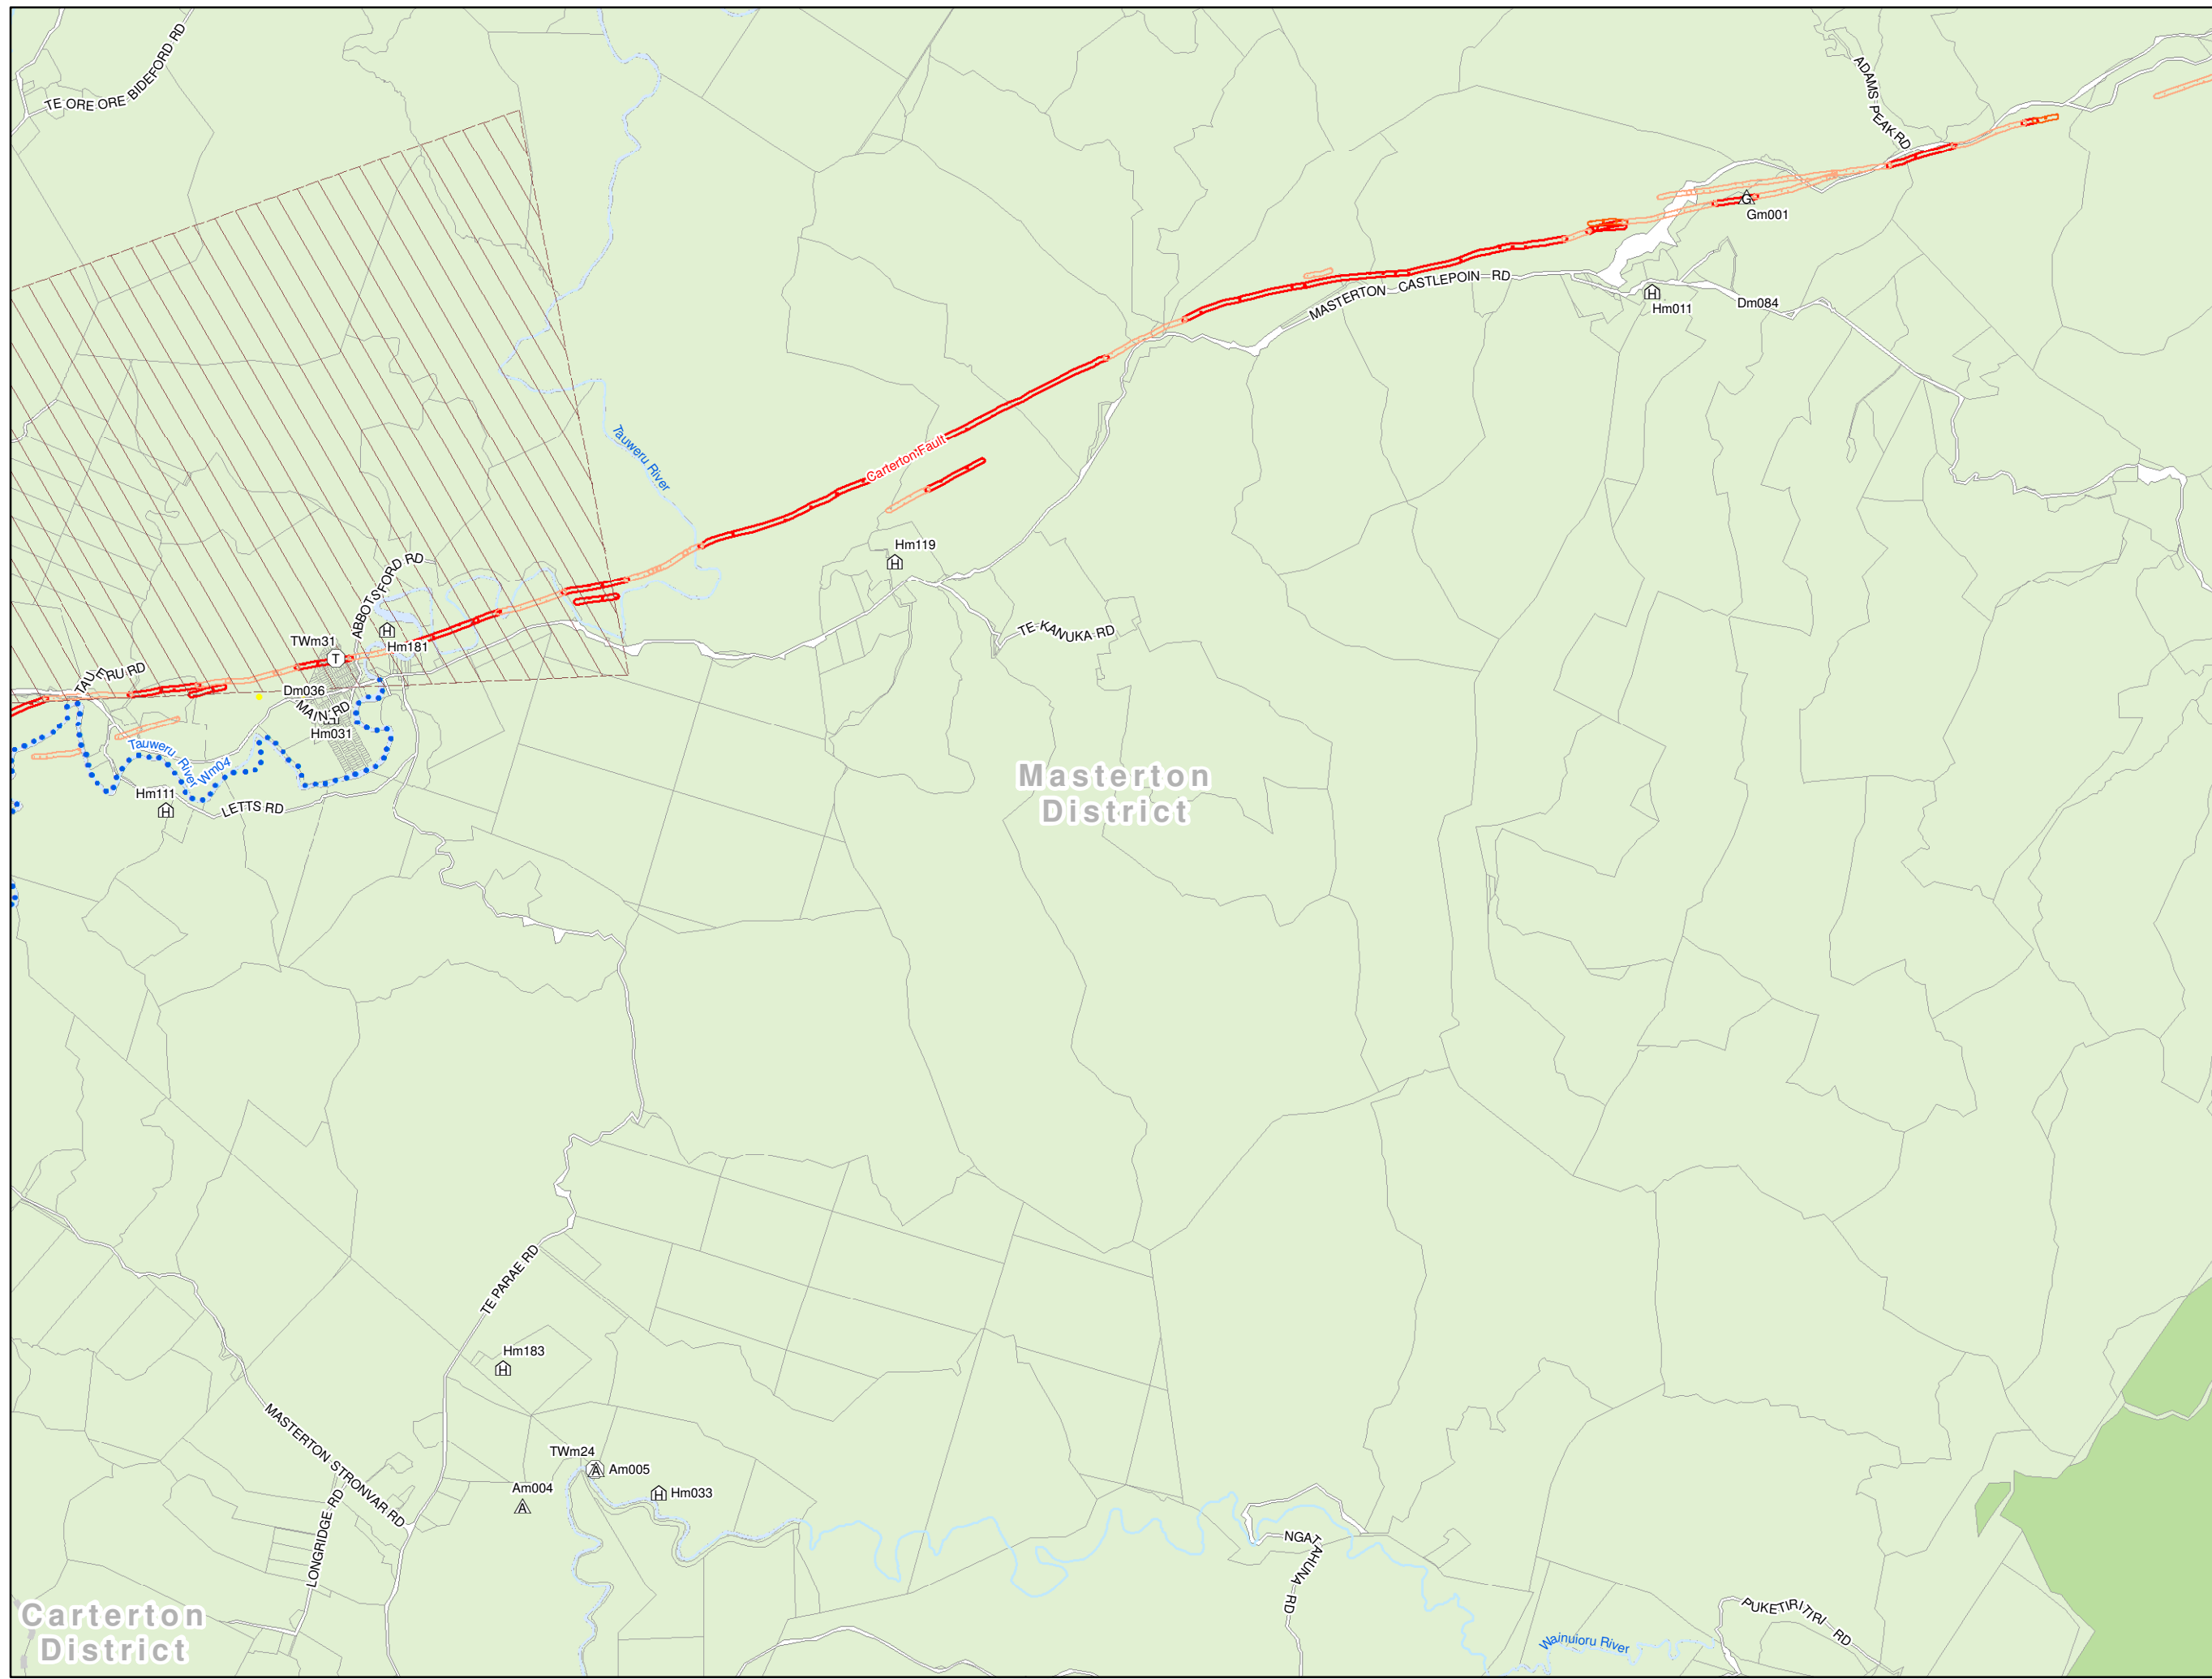 TE ORE ORE BIDEFORD RD
ADAMS PEAK RD
Gm001
MASTERTON CASTLEPOIN RD
Hm011
Dm084
Tauweru River
Carterton Fault
Hm119
ABBOTSFORD RD
TE KANUKA RD
TWm31
Hm181
T
TAUERU RD
Dm036
MAIN RD
Hm031
Tauweru River
Wm04
Hm111
LETTS RD
Masterton
District
TE PARAE RD
Hm183
MASTERTON STRONVAR RD
LONGRIDGE RD
TWm24
Am005
Am004
Hm033
NGATAHUNA RD
PUKETIRITIRI RD
Wainuioru River
Carterton
District